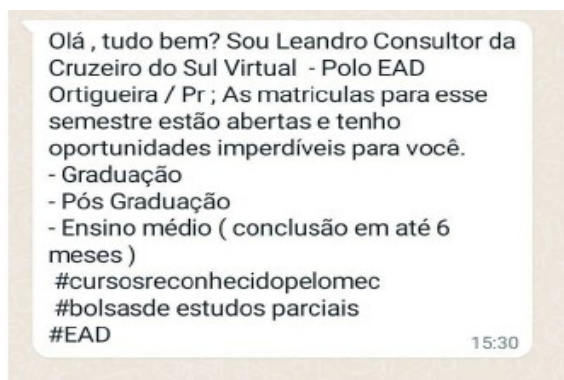 Olá , tudo bem? Sou Leandro Consultor da
Cruzeiro do Sul Virtual - Polo EAD
Ortigueira / Pr ; As matriculas para esse
semestre estão abertas e tenho
oportunidades imperdíveis para você.
- Graduação
- Pós Graduação
- Ensino médio ( conclusão em até 6
meses )
#cursosreconhecidopelomec
#bolsasde estudos parciais
#EAD
15:30